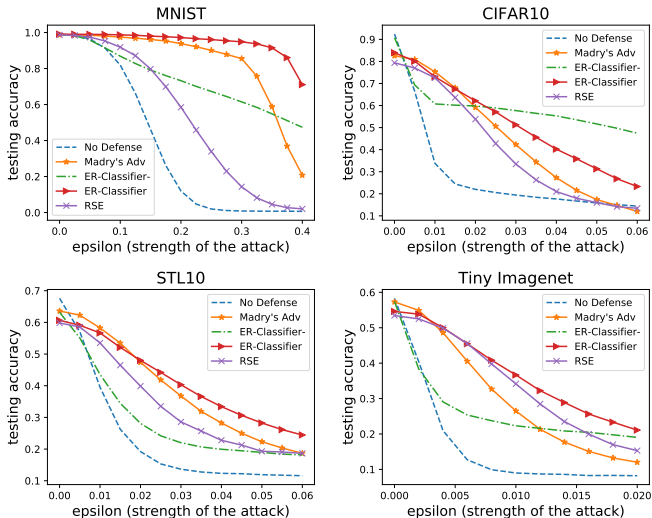 MNIST
1.0
0.8
0.6
0.4
0.2
0.0
testing accuracy
No Defense
Madry's Adv
ER-Classifier-
ER-Classifier
RSE
0.0 0.1 0.2 0.3 0.4
epsilon (strength of the attack)
CIFAR10
0.9
0.8
0.7
0.6
0.5
0.4
0.3
0.2
0.1
testing accuracy
No Defense
Madry's Adv
ER-Classifier-
ER-Classifier
RSE
0.00 0.01 0.02 0.03 0.04 0.05 0.06
epsilon (strength of the attack)
STL10
0.7
0.6
0.5
0.4
0.3
0.2
0.1
testing accuracy
No Defense
Madry's Adv
ER-Classifier-
ER-Classifier
RSE
0.00 0.01 0.02 0.03 0.04 0.05 0.06
epsilon (strength of the attack)
Tiny Imagenet
0.6
0.5
0.4
0.3
0.2
0.1
testing accuracy
No Defense
Madry's Adv
ER-Classifier-
ER-Classifier
RSE
0.000 0.005 0.010 0.015 0.020
epsilon (strength of the attack)